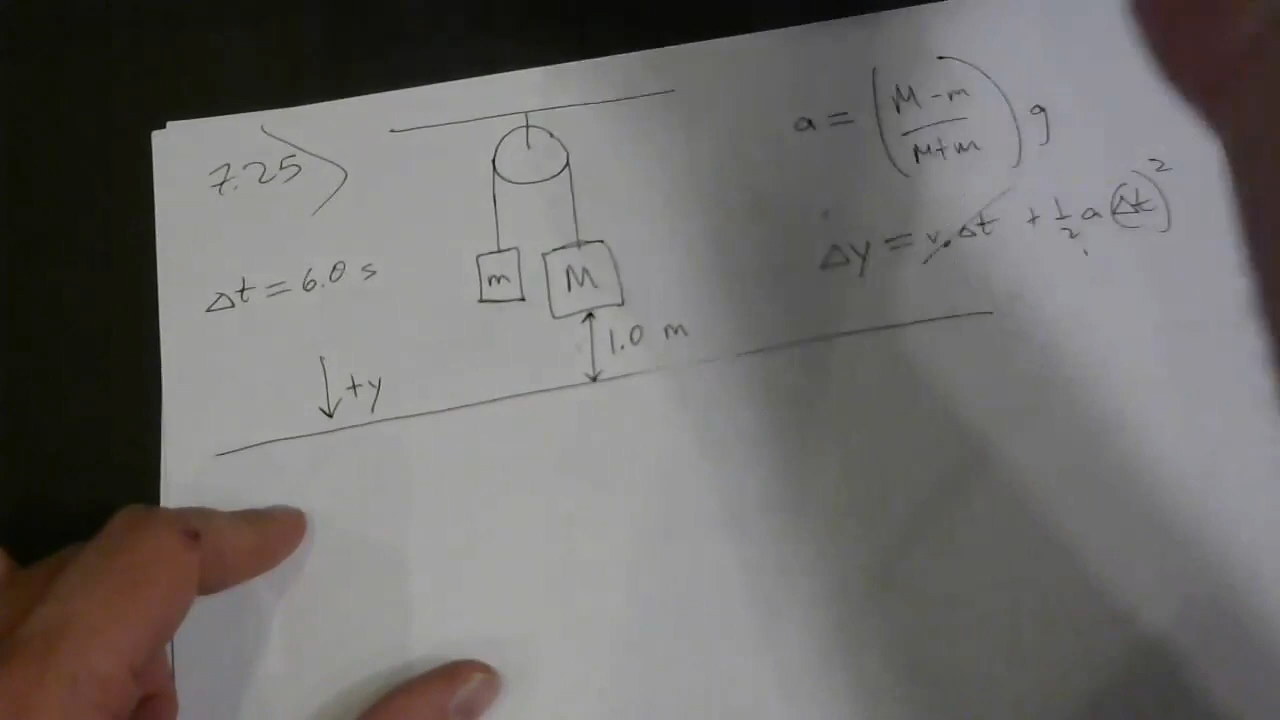 7.25
a = (M-m / M+m) g
Δt = 6.0 s
m
M
Δy = v₀Δt + 1/2 a (Δt)²
1.0 m
+y